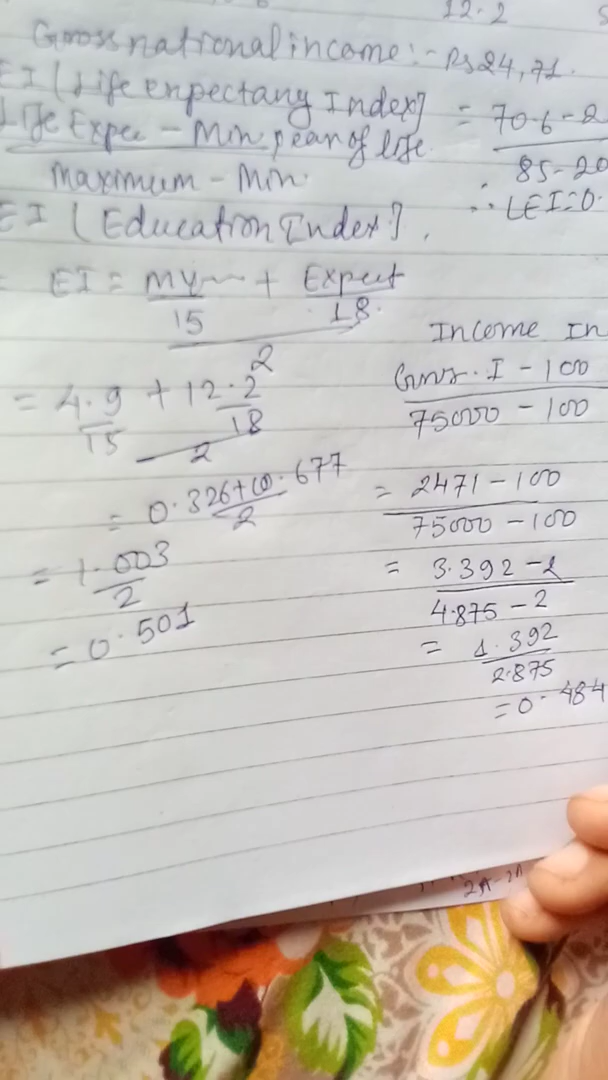 12.2
Gross national income:- Rs 24,71.
EI [Life Enpectany Index]
= 70.6-2
Life Expec - Min year of life
Maximum - Min.
85-20
∴ LEI=0.
EI [Education Index],
EI = MY + Expect
15 18.
2
Income In
= 4.9 + 12.2
15 18
2
I - 100
75000 - 100
= 0.326+0.677
2
= 2471-100
75000-100
= 1.003
2
= 3.392-2
4.875-2
= 0.501
= 1.392
2.875
= 0.484